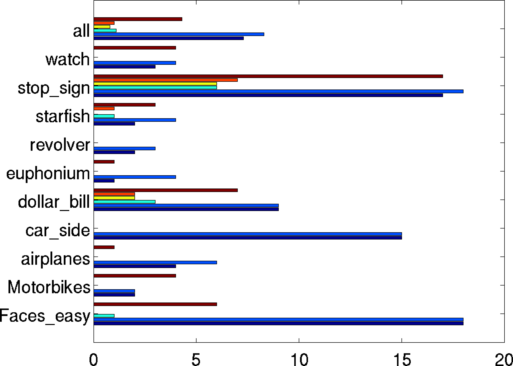 all
watch
stop_sign
starfish
revolver
euphonium
dollar_bill
car_side
airplanes
Motorbikes
Faces_easy
0 5 10 15 20